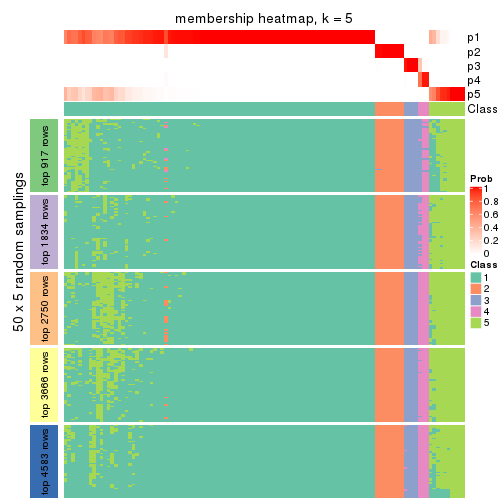 membership heatmap, k = 5
p1
p2
p3
p4
p5
Class
50 x 5 random samplings
top 917 rows
top 1834 rows
top 2750 rows
top 3666 rows
top 4583 rows
Prob
1
0.8
0.6
0.4
0.2
0
Class
1
2
3
4
5